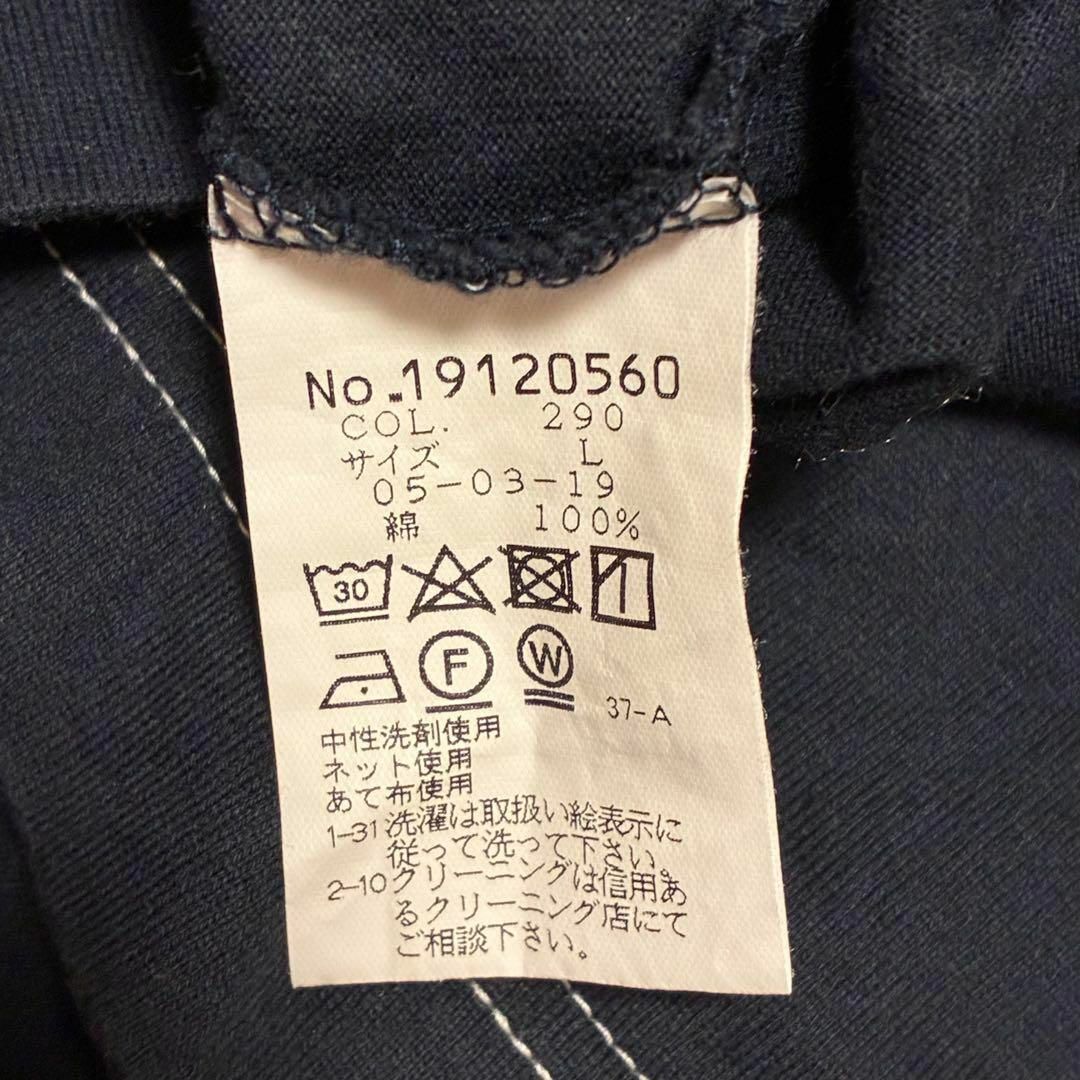 No.19120560
COL. 290
サイズ L
05-03-19
綿 100%
30
F W
37-A
中性洗剤使用
ネット使用
あて布使用
1-31 洗濯は取扱い絵表示に
従って洗って下さい。
2-10 クリーニングは信用あ
るクリーニング店にて
ご相談下さい。